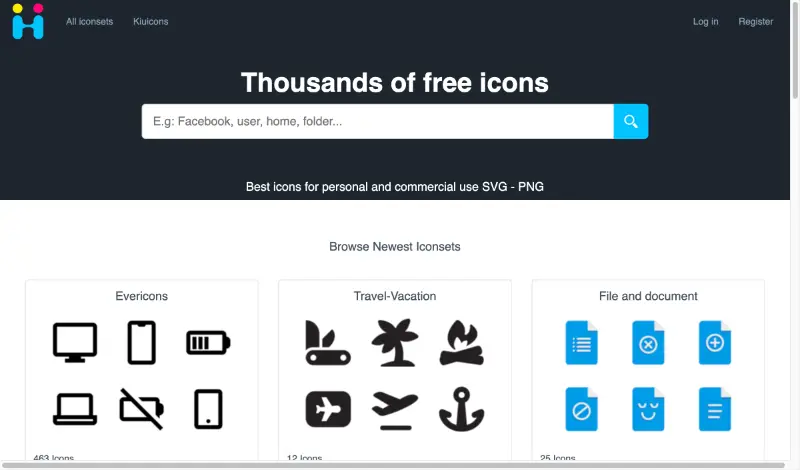 All iconsets
Kiuicons
Log in
Register
Thousands of free icons
E.g: Facebook, user, home, folder...
Best icons for personal and commercial use SVG - PNG
Browse Newest Iconsets
Evericons
Travel-Vacation
File and document
463 Icons
12 Icons
25 Icons